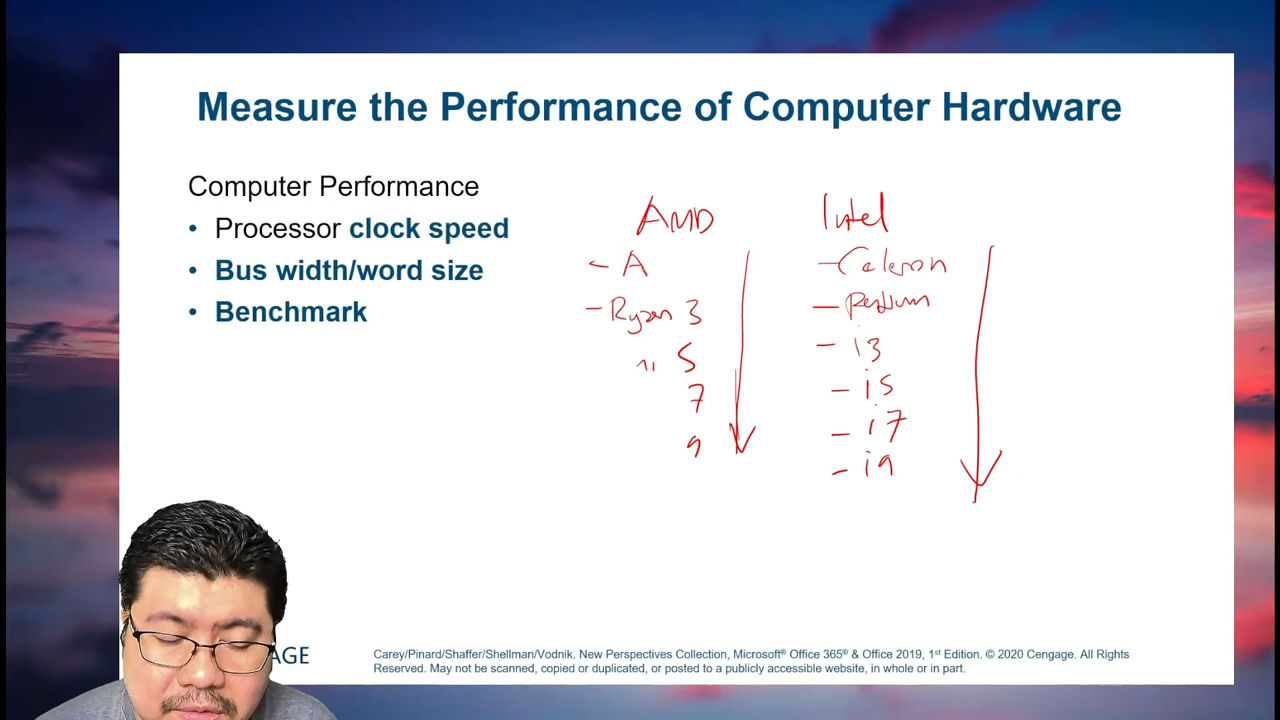 Measure the Performance of Computer Hardware
Computer Performance
• Processor clock speed
• Bus width/word size
• Benchmark
AMD
- A
- Ryzen 3
" 5
7
9
Intel
- Celeron
- Pentium
- i3
- i5
- i7
- i9
AGE
Carey/Pinard/Shaffer/Shellman/Vodnik, New Perspectives Collection, Microsoft® Office 365® & Office 2019, 1st Edition. © 2020 Cengage. All Rights
Reserved. May not be scanned, copied or duplicated, or posted to a publicly accessible website, in whole or in part.